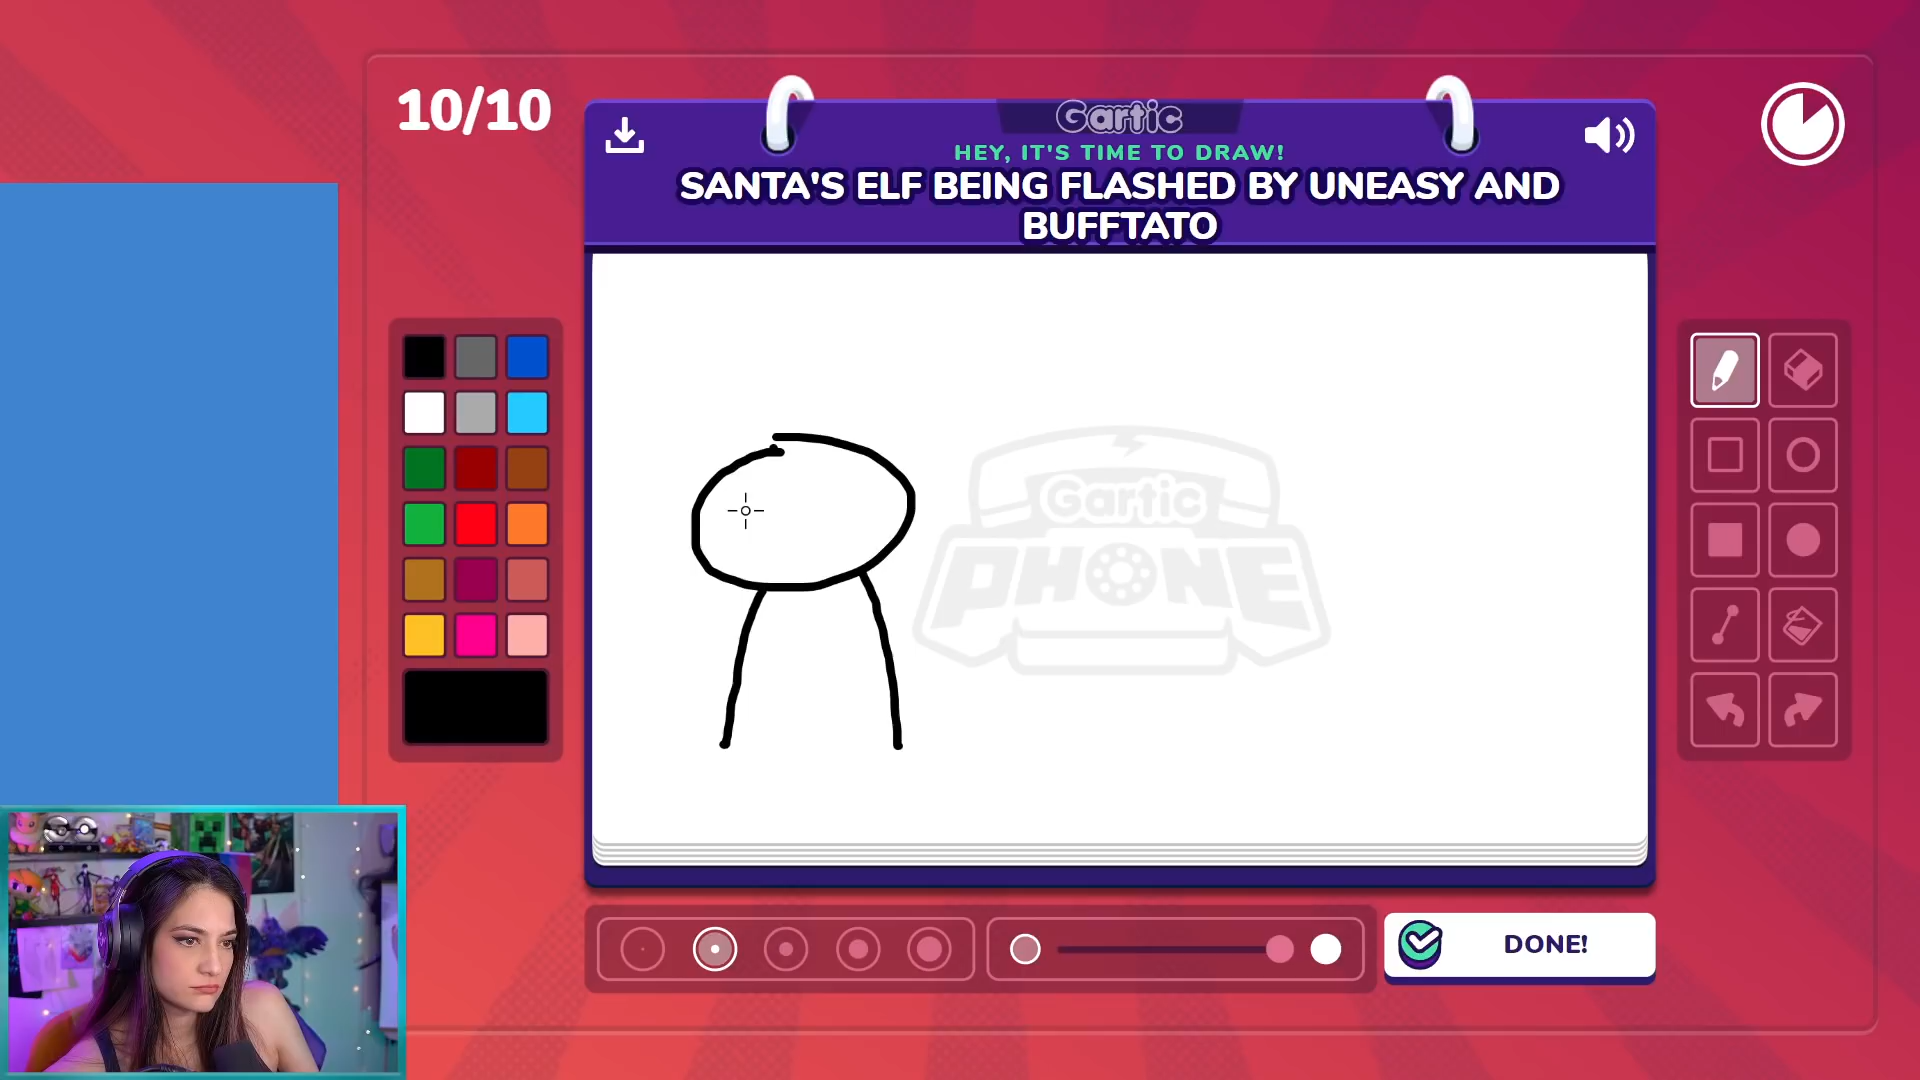 10/10
Gartic
HEY, IT'S TIME TO DRAW!
SANTA'S ELF BEING FLASHED BY UNEASY AND
BUFFTATO
Gartic
PHONE
DONE!